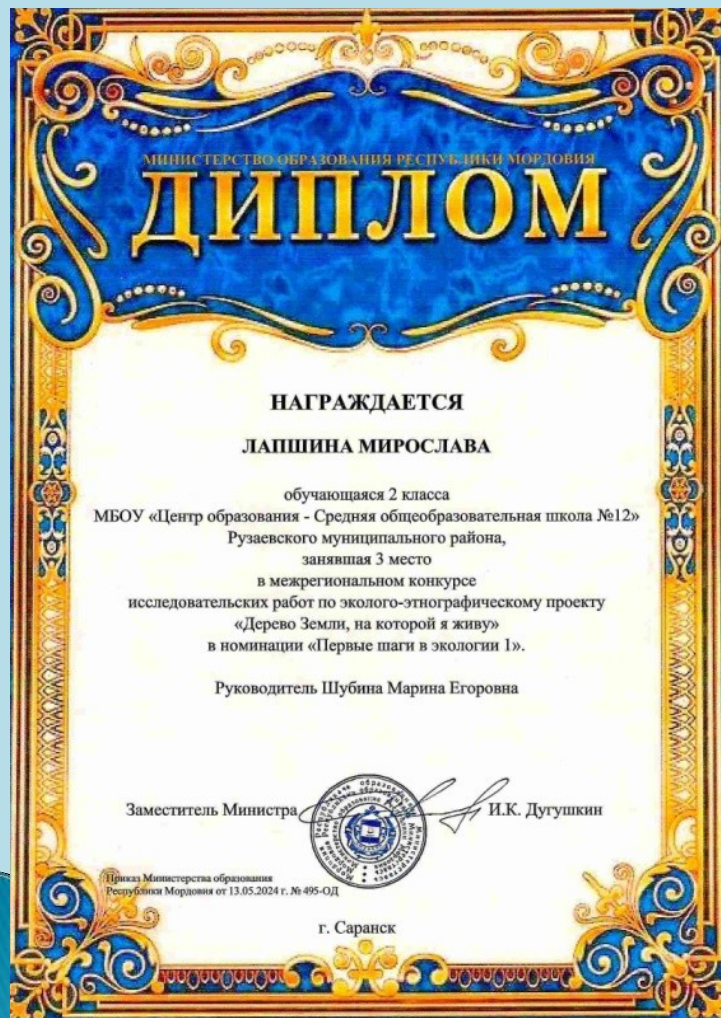 МИНИСТЕРСТВО ОБРАЗОВАНИЯ РЕСПУБЛИКИ МОРДОВИЯ
ДИПЛОМ
НАГРАЖДАЕТСЯ
ЛАПШИНА МИРОСЛАВА
обучающаяся 2 класса
МБОУ «Центр образования - Средняя общеобразовательная школа №12»
Рузаевского муниципального района,
занявшая 3 место
в межрегиональном конкурсе
исследовательских работ по эколого-этнографическому проекту
«Дерево Земли, на которой я живу»
в номинации «Первые шаги в экологии 1».
Руководитель Шубина Марина Егоровна
Заместитель Министра И.К. Дугушкин
Приказ Министерства образования
Республики Мордовия от 13.05.2024 г. № 495-ОД
г. Саранск